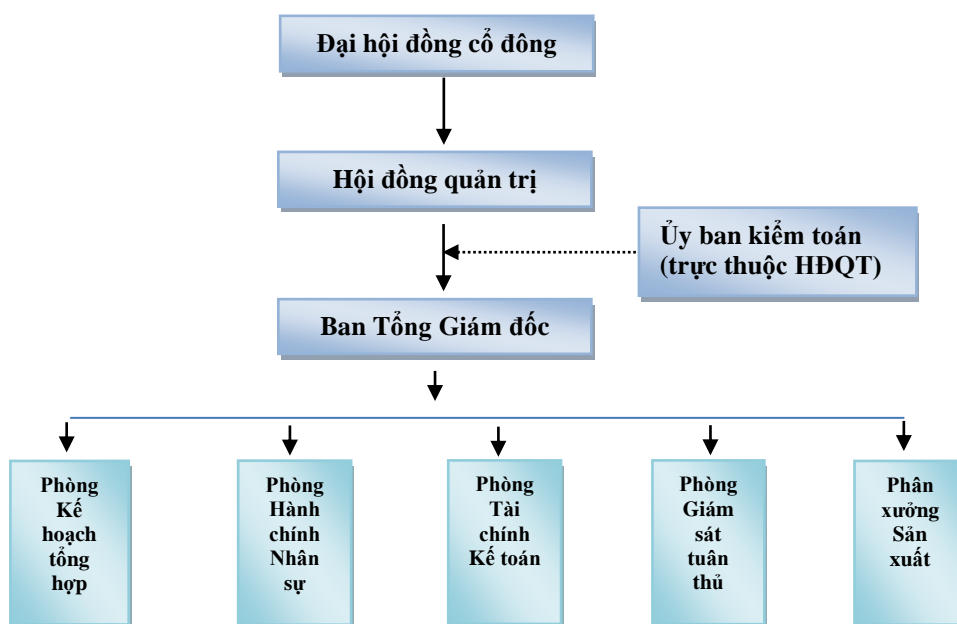 Đại hội đồng cổ đông
Hội đồng quản trị
Ủy ban kiểm toán
(trực thuộc HĐQT)
Ban Tổng Giám đốc
Phòng
Kế
hoạch
tổng
hợp
Phòng
Hành
chính
Nhân
sự
Phòng
Tài
chính
Kế toán
Phòng
Giám
sát
tuân
thủ
Phân
xưởng
Sản
xuất